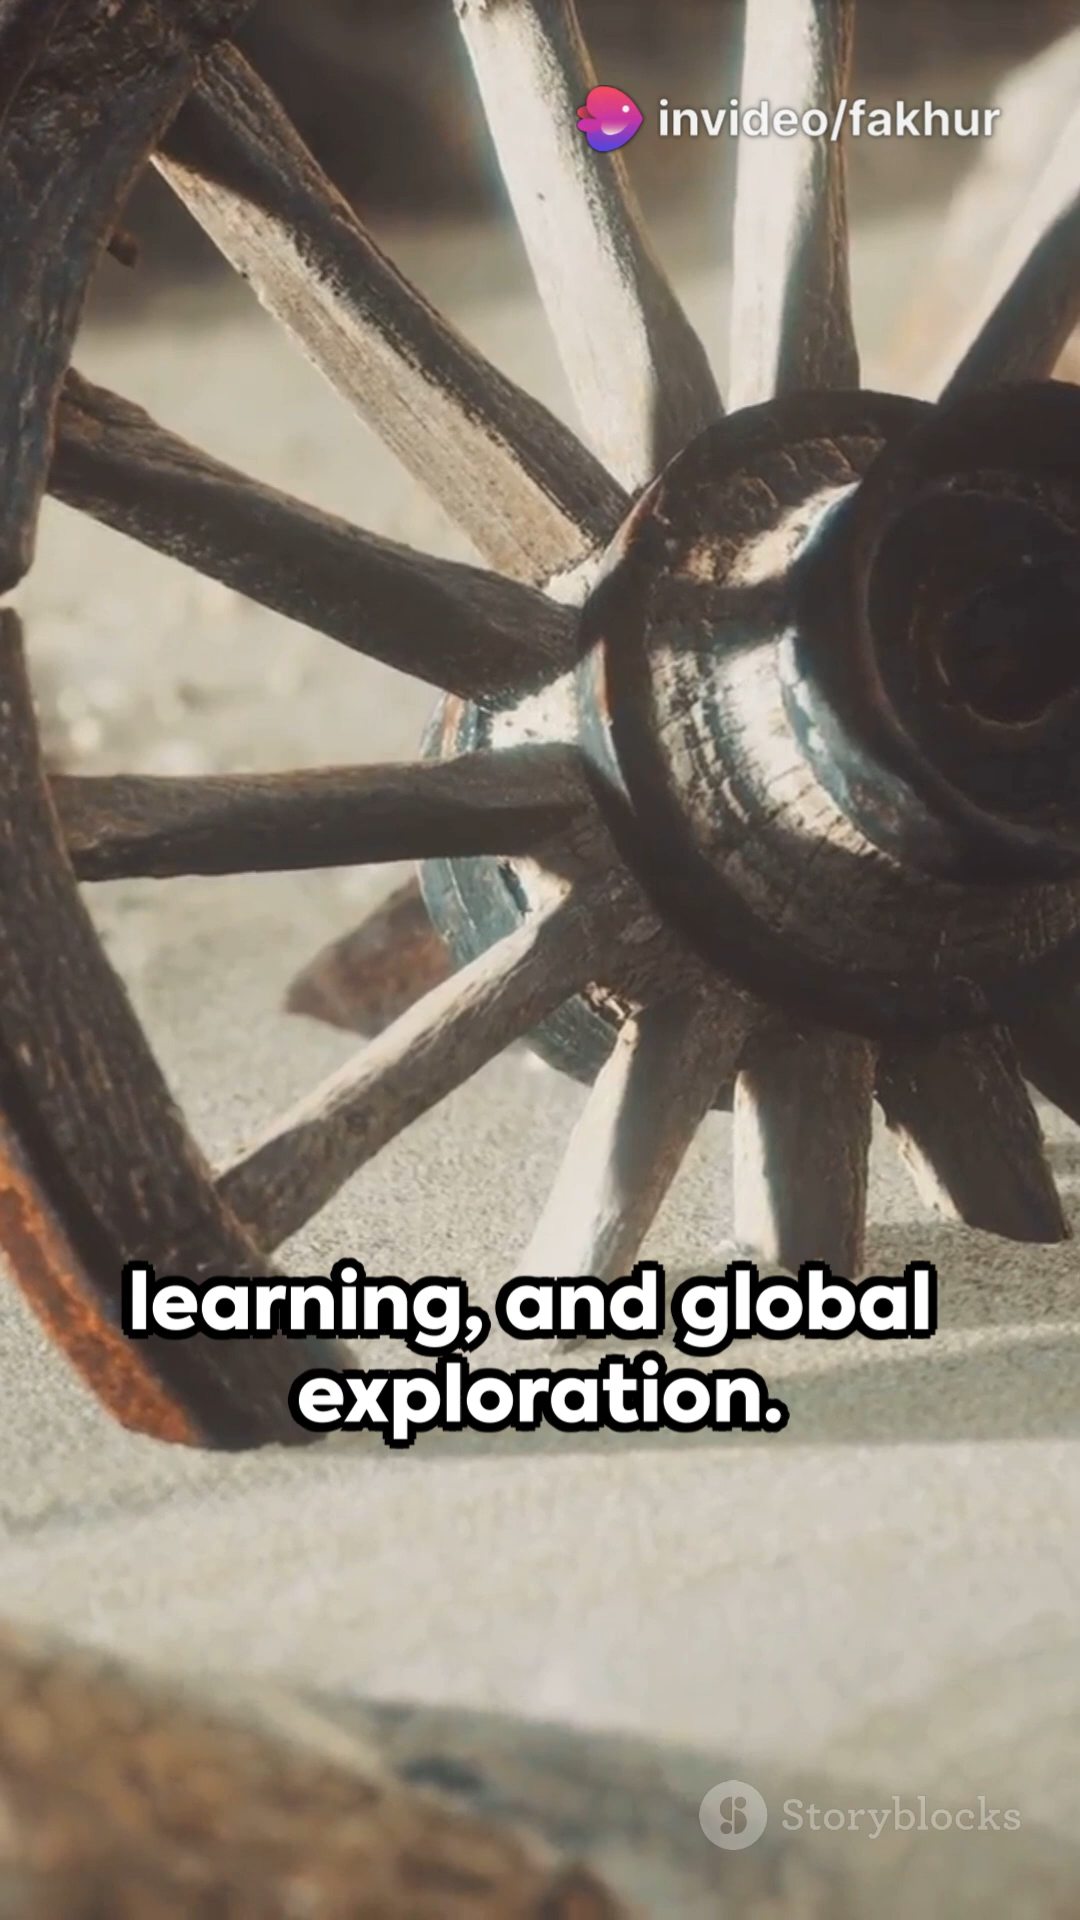 invideo/fakhur
learning, and global
exploration.
Storyblocks